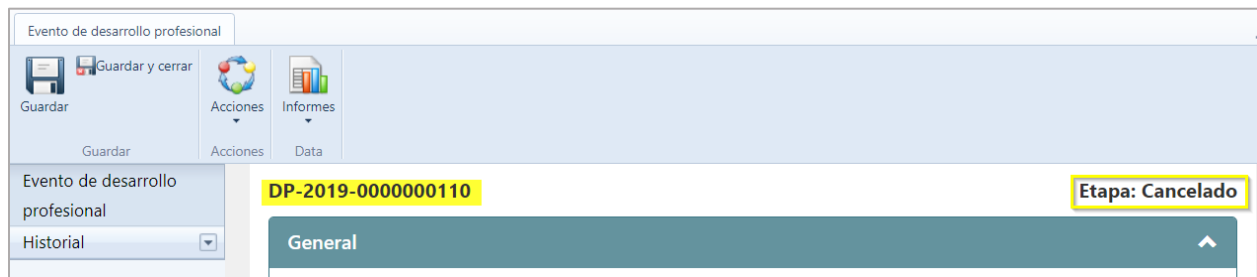 Evento de desarrollo profesional
Guardar y cerrar
Guardar
Acciones
Informes
Guardar
Acciones
Data
Evento de desarrollo
profesional
Historial
DP-2019-0000000110
Etapa: Cancelado
General